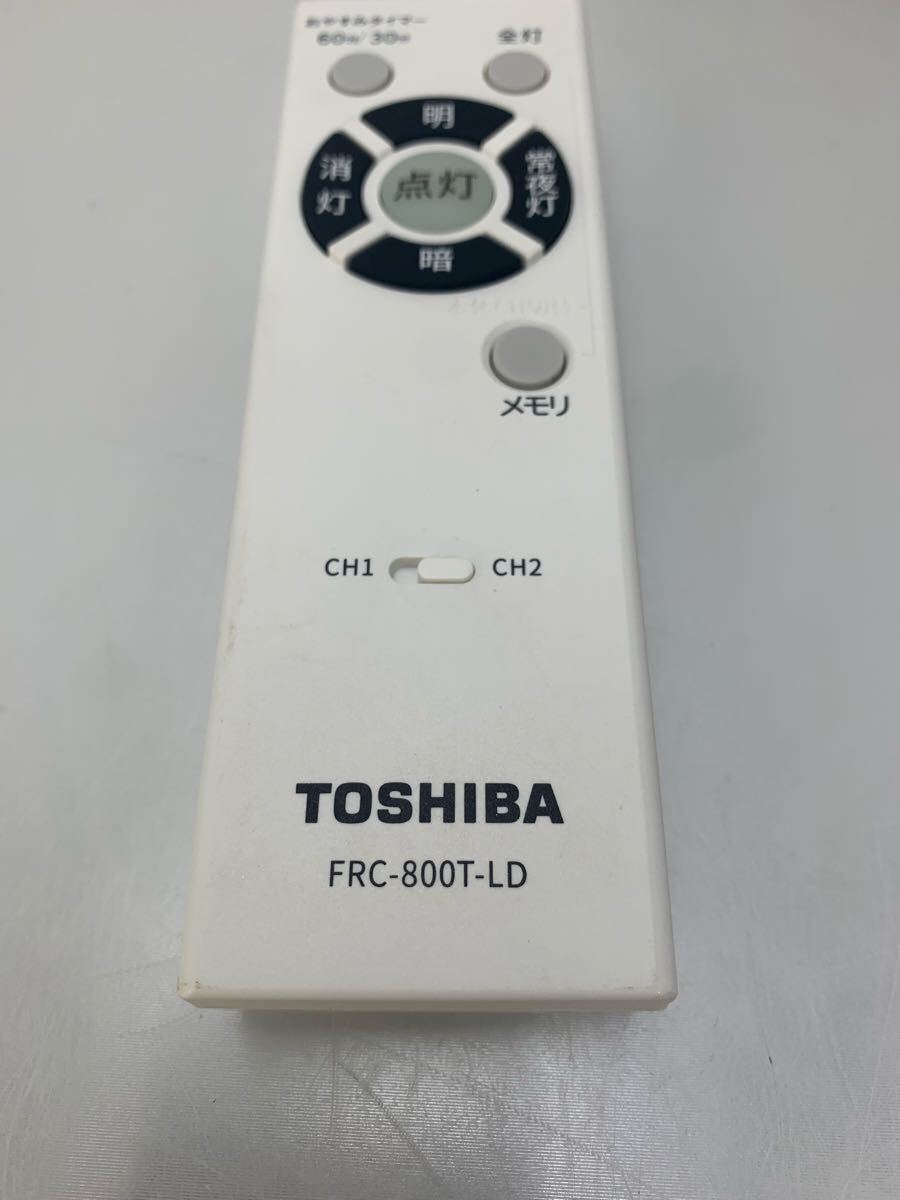 おやすみタイマー
60分/30分
全灯
明
消灯
点灯
常夜灯
暗
メモリ
CH1
CH2
TOSHIBA
FRC-800T-LD